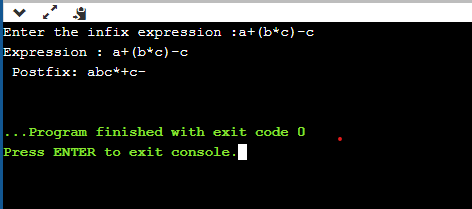 Enter the infix expression :a+(b*c)-c
Expression : a+(b*c)-c
 Postfix: abc*+c-
...Program finished with exit code 0
Press ENTER to exit console.